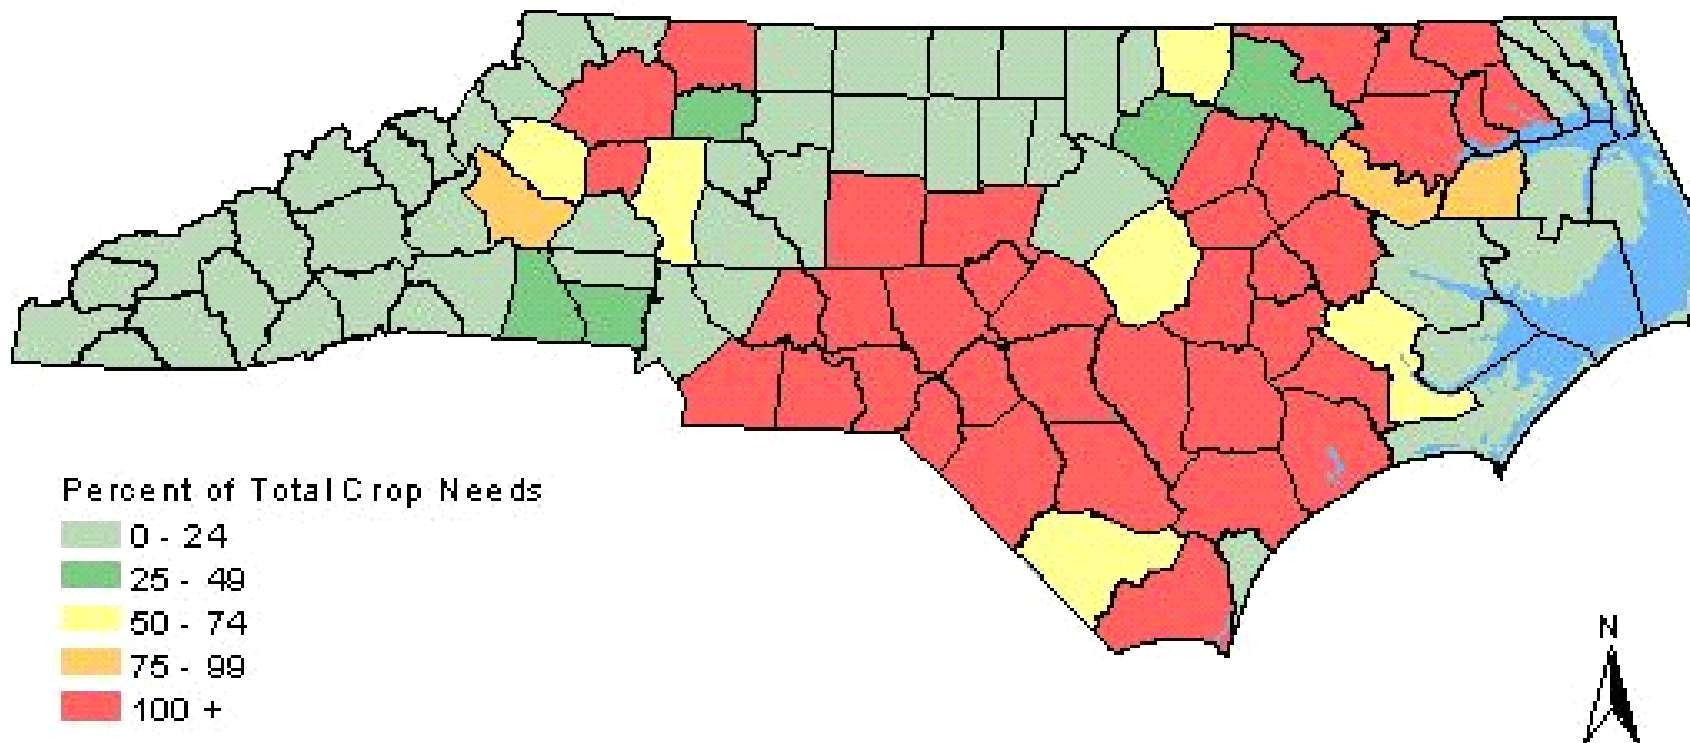 Percent of Total Crop Needs
0 - 24
25 - 49
50 - 74
75 - 99
100 +
N